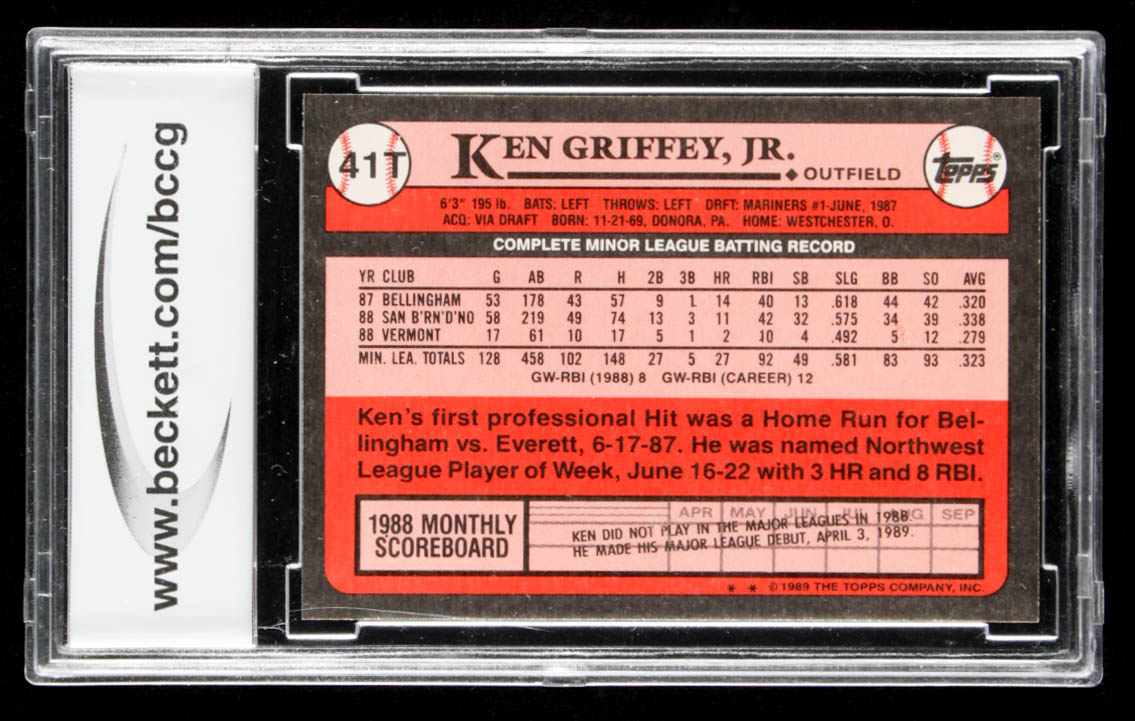 www.beckett.com/bccg
41T
KEN GRIFFEY, JR.
OUTFIELD
Topps®
6'3" 195 lb. BATS: LEFT THROWS: LEFT DRFT: MARINERS #1-JUNE, 1987
ACQ: VIA DRAFT BORN: 11-21-69, DONORA, PA. HOME: WESTCHESTER, O.
COMPLETE MINOR LEAGUE BATTING RECORD
YR CLUB G AB R H 2B 3B HR RBI SB SLG BB SO AVG
87 BELLINGHAM 53 178 43 57 9 1 14 40 13 .618 44 42 .320
88 SAN B'RN'D'NO 58 219 49 74 13 3 11 42 32 .575 34 39 .338
88 VERMONT 17 61 10 17 5 1 2 10 4 .492 5 12 .279
MIN. LEA. TOTALS 128 458 102 148 27 5 27 92 49 .581 83 93 .323
GW-RBI (1988) 8 GW-RBI (CAREER) 12
Ken's first professional Hit was a Home Run for Bel-
lingham vs. Everett, 6-17-87. He was named Northwest
League Player of Week, June 16-22 with 3 HR and 8 RBI.
1988 MONTHLY
SCOREBOARD
APR MAY JUN JUL AUG SEP
KEN DID NOT PLAY IN THE MAJOR LEAGUES IN 1988.
HE MADE HIS MAJOR LEAGUE DEBUT, APRIL 3, 1989.
* * © 1989 THE TOPPS COMPANY, INC.